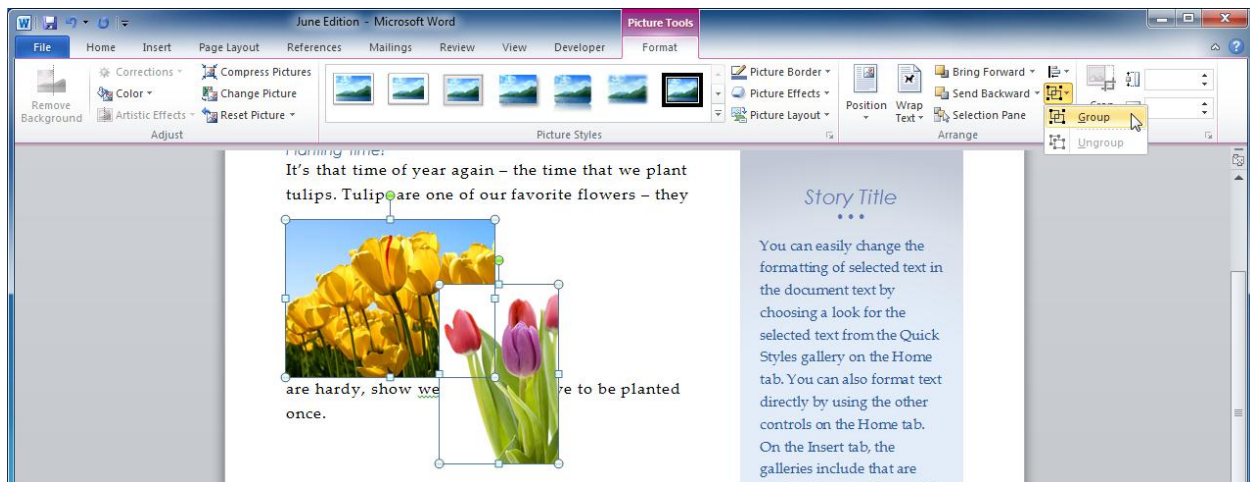 June Edition - Microsoft Word
Picture Tools
File Home Insert Page Layout References Mailings Review View Developer Format
Remove Background
Corrections
Color
Artistic Effects
Compress Pictures
Change Picture
Reset Picture
Adjust
Picture Styles
Picture Border
Picture Effects
Picture Layout
Position
Wrap Text
Bring Forward
Send Backward
Selection Pane
Arrange
Group
Ungroup
Planting Time!
It's that time of year again – the time that we plant
tulips. Tulips are one of our favorite flowers – they
are hardy, show we
ve to be planted
once.
Story Title
You can easily change the
formatting of selected text in
the document text by
choosing a look for the
selected text from the Quick
Styles gallery on the Home
tab. You can also format text
directly by using the other
controls on the Home tab.
On the Insert tab, the
galleries include that are